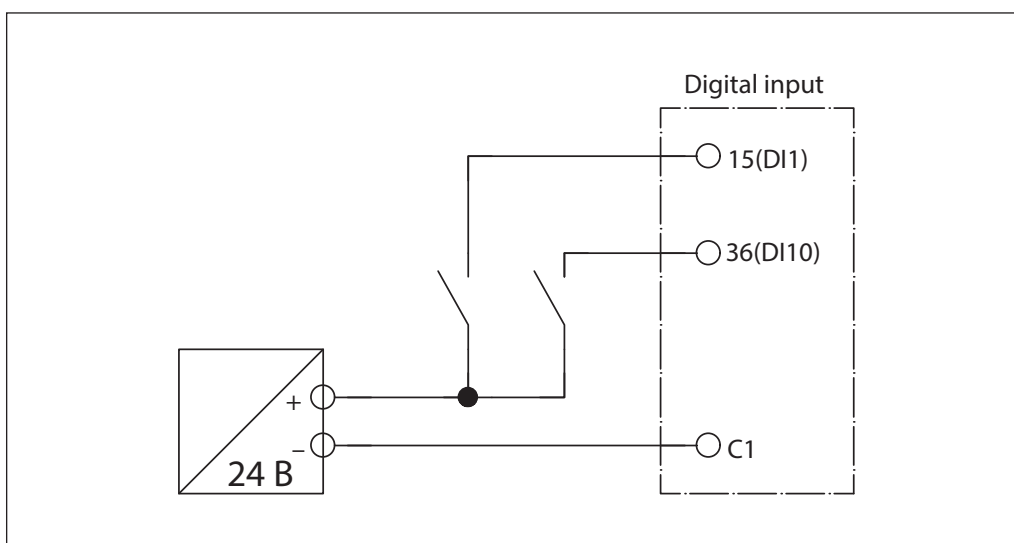 Digital input
15(DI1)
36(DI10)
+
–
24 В
C1